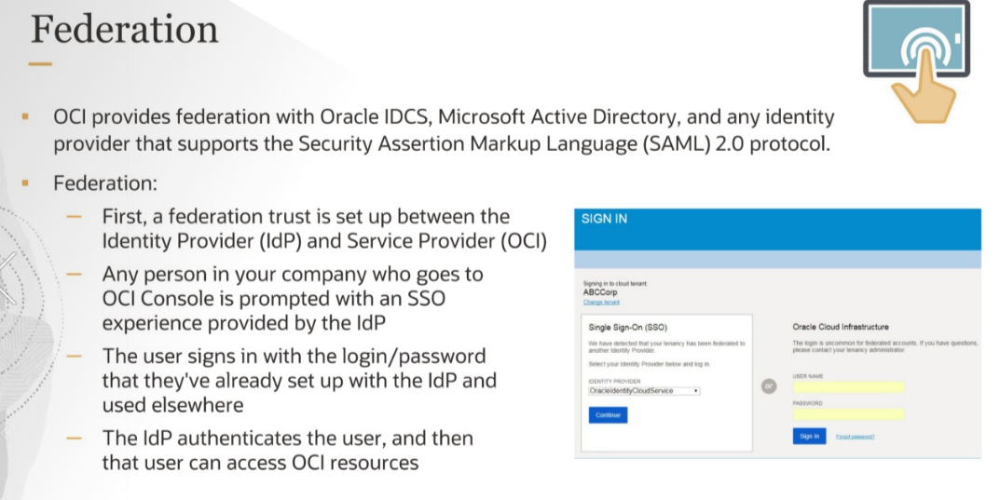 Federation
OCI provides federation with Oracle IDCS, Microsoft Active Directory, and any identity
provider that supports the Security Assertion Markup Language (SAML) 2.0 protocol.
Federation:
First, a federation trust is set up between the
Identity Provider (IdP) and Service Provider (OCI)
Any person in your company who goes to
OCI Console is prompted with an SSO
experience provided by the IdP
The user signs in with the login/password
that they've already set up with the IdP and
used elsewhere
The IdP authenticates the user, and then
that user can access OCI resources
SIGN IN
Signing in to cloud tenant:
ABCCorp
Change tenant
Single Sign-On (SSO)
We have detected that your tenancy has been federated to
another Identity Provider.
Select your Identity Provider below and log in.
IDENTITY PROVIDER
OracleIdentityCloudService
Continue
or
Oracle Cloud Infrastructure
The login is uncommon for federated accounts. If you have questions,
please contact your tenancy administrator.
USER NAME
PASSWORD
Sign In
Forgot password?